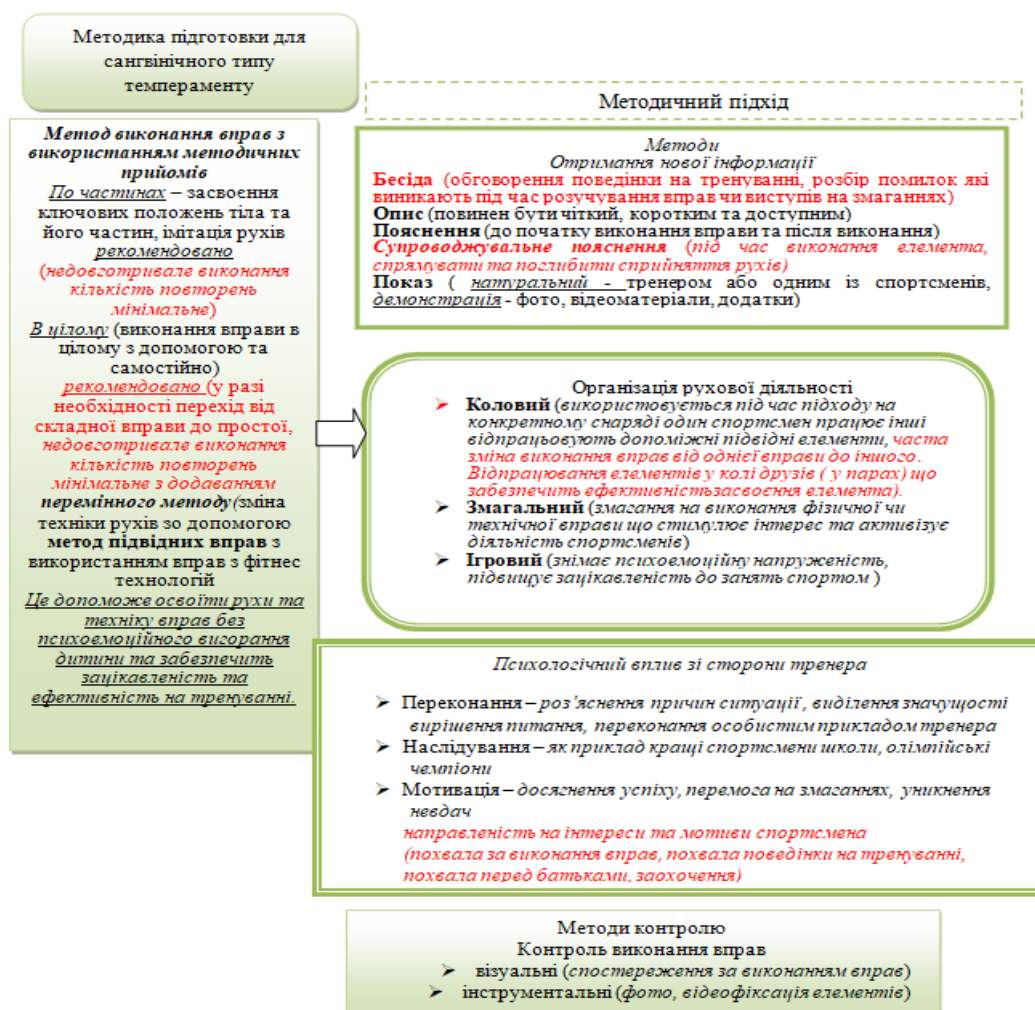 Методика підготовки для
сангвінічного типу
темпераменту
Метод виконання вправ з
використанням методичних
прийомів
По частинах – засвоєння
ключових положень тіла та
його частин, імітація рухів
рекомендовано
(недовготривале виконання
кількість повторень
мінімальне)
В цілому (виконання вправи в
цілому з допомогою та
самостійно)
рекомендовано (у разі
необхідності перехід від
складної вправи до простої,
недовготривале виконання
кількість повторень
мінімальне з додаванням
перемінного методу(зміна
техніки рухів зо допомогою
метод підвідних вправ з
використанням вправ з фітнес
технологій
Це допоможе освоїти рухи та
техніку вправ без
психоемоційного вигорання
дитини та забезпечить
зацікавленість та
ефективність на тренуванні.
Методичний підхід
Методи
Отримання нової інформації
Бесіда (обговорення поведінки на тренуванні, розбір помилок які
виникають під час розучування вправ чи виступів на змаганнях)
Опис (повинен бути чіткий, коротким та доступним)
Пояснення (до початку виконання вправи та після виконання)
Супроводжувальне пояснення (під час виконання елемента,
спрямувати та поглибити сприйняття рухів)
Показ ( натуральний - тренером або одним із спортсменів,
демонстрація - фото, відеоматеріали, додатки)
Організація рухової діяльності
➤ Коловий (використовується під час підходу на
конкретному снаряді один спортсмен працює інші
відпрацьовують допоміжні підвідні елементи, часта
зміна виконання вправ від однієї вправи до іншого.
Відпрацювання елементів у колі друзів ( у парах) що
забезпечить ефективністьзасвоєння елемента).
➤ Змагальний (змагання на виконання фізичної чи
технічної вправи що стимулює інтерес та активізує
діяльність спортсменів)
➤ Ігровий (знімає психоемоційну напруженість,
підвищує зацікавленість до занять спортом )
Психологічний вплив зі сторони тренера
➤ Переконання – роз’яснення причин ситуації , виділення значущості
вирішення питання, переконання особистим прикладом тренера
➤ Наслідування – як приклад кращі спортсмени школи, олімпійські
чемпіони
➤ Мотивація – досягнення успіху, перемога на змаганнях, уникнення
невдач
направленість на інтереси та мотиви спортсмена
(похвала за виконання вправ, похвала поведінки на тренуванні,
похвала перед батьками, заохочення)
Методи контролю
Контроль виконання вправ
➤ візуальні (спостереження за виконанням вправ)
➤ інструментальні (фото, відеофіксація елементів)